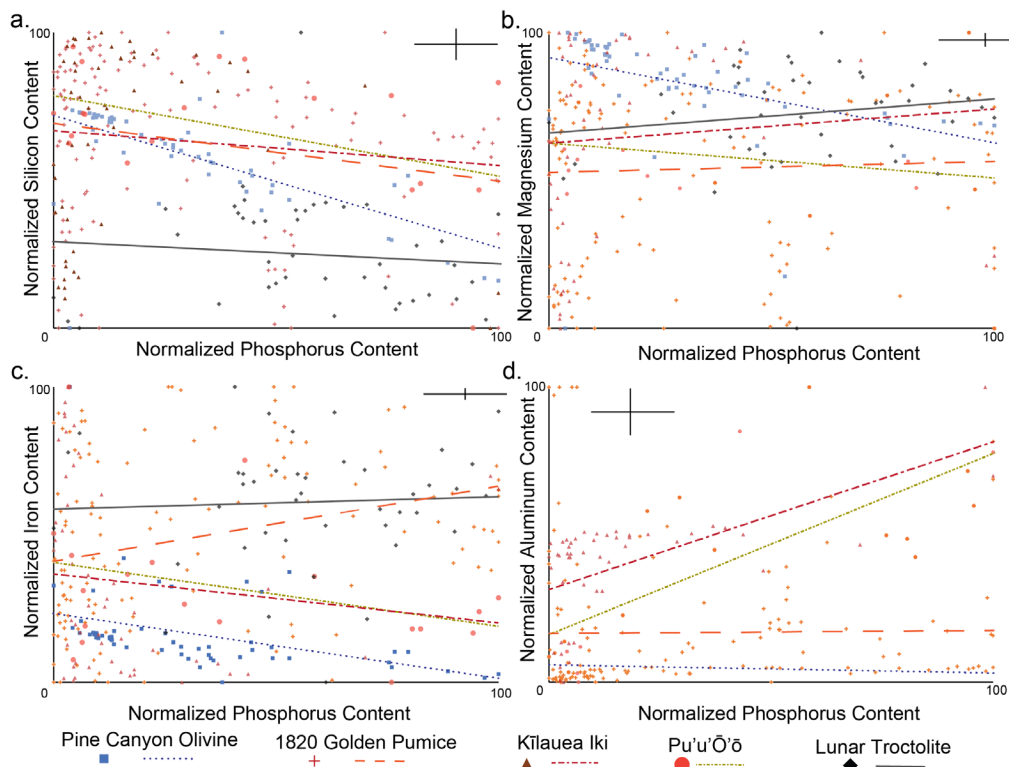 a.
100
Normalized Silicon Content
0
100
Normalized Phosphorus Content
b.
100
Normalized Magnesium Content
0
100
Normalized Phosphorus Content
c.
100
Normalized Iron Content
0
100
Normalized Phosphorus Content
d.
100
Normalized Aluminum Content
0
100
Normalized Phosphorus Content
Pine Canyon Olivine
1820 Golden Pumice
Kīlauea Iki
Pu'u'Ō'ō
Lunar Troctolite